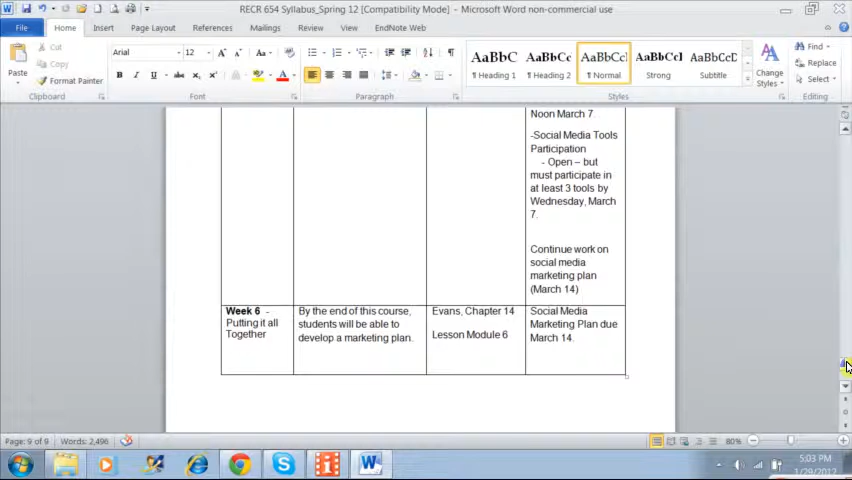 RECR 654 Syllabus_Spring 12 [Compatibility Mode] - Microsoft Word non-commercial use
File Home Insert Page Layout References Mailings Review View EndNote Web
Paste
Cut
Copy
Format Painter
Clipboard
Arial 12
B I U abc x₂ x²
Font
Paragraph
AaBbC AaBbCc AaBbCcI AaBbCcI AaBbCcD
¶ Heading 1 ¶ Heading 2 ¶ Normal Strong Subtitle
Styles
Change
Styles
Find
Replace
Select
Editing
Noon March 7.
-Social Media Tools
Participation
- Open – but
must participate in
at least 3 tools by
Wednesday, March
7.
Continue work on
social media
marketing plan
(March 14)
Week 6 -
Putting it all
Together
By the end of this course,
students will be able to
develop a marketing plan.
Evans, Chapter 14
Lesson Module 6
Social Media
Marketing Plan due
March 14.
Page: 9 of 9 Words: 2,496 80%
5:03 PM
3/29/2012